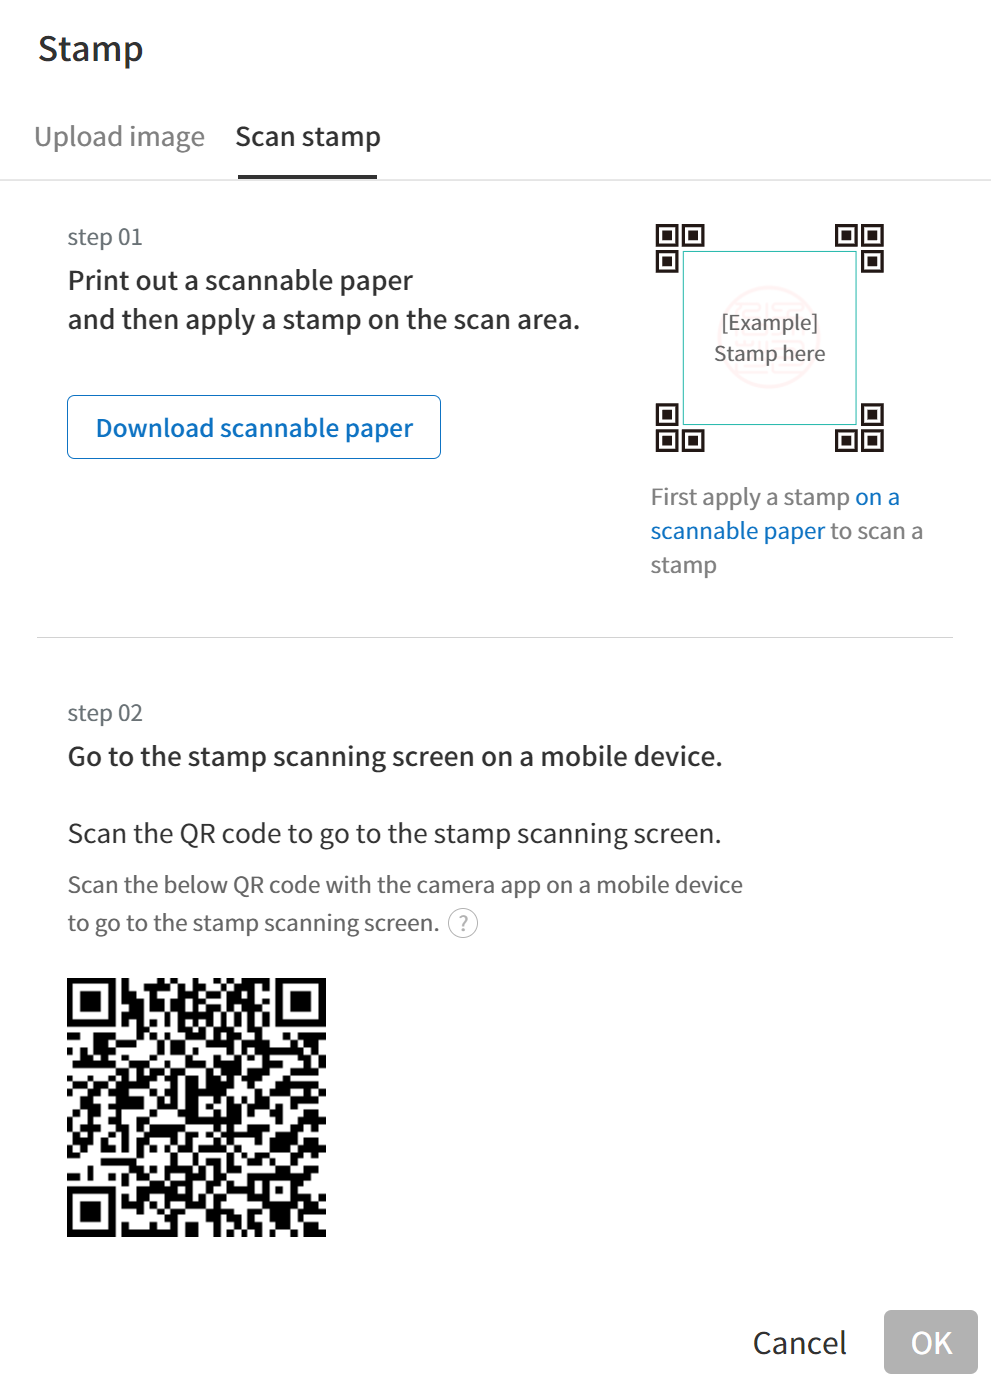 Stamp
Upload image
Scan stamp
step 01
Print out a scannable paper
and then apply a stamp on the scan area.
Download scannable paper
[Example]
Stamp here
First apply a stamp on a
scannable paper to scan a
stamp
step 02
Go to the stamp scanning screen on a mobile device.
Scan the QR code to go to the stamp scanning screen.
Scan the below QR code with the camera app on a mobile device
to go to the stamp scanning screen. ?
Cancel
OK